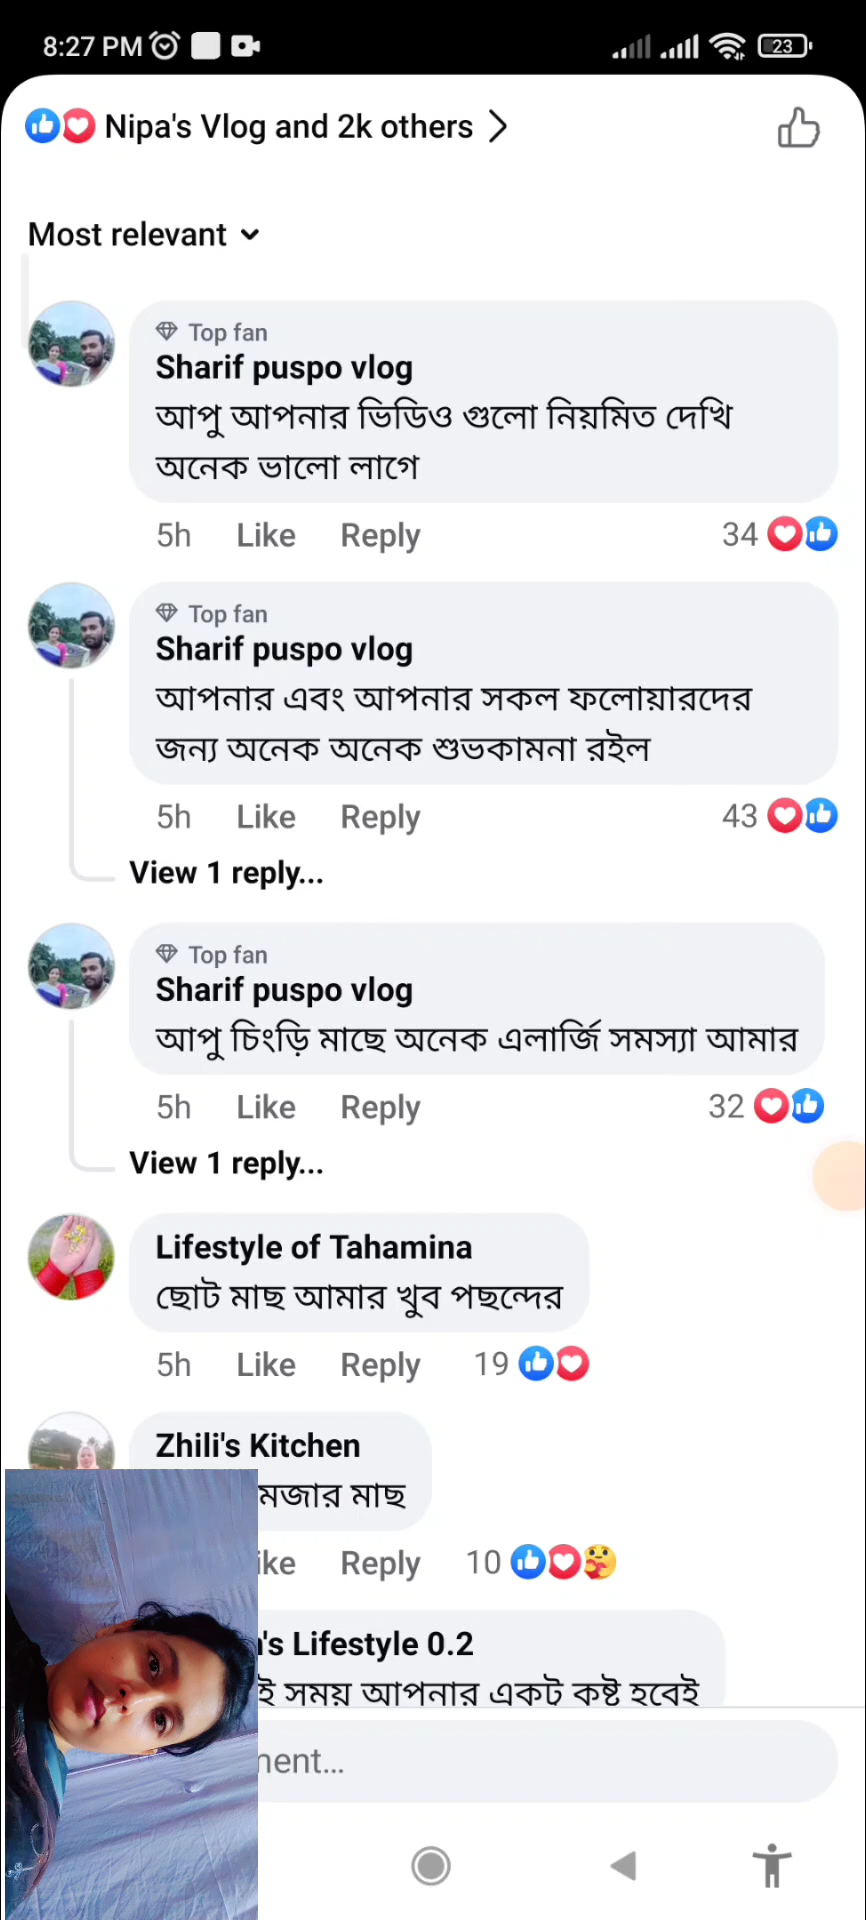 8:27 PM
23
Nipa's Vlog and 2k others
Most relevant
Top fan
Sharif puspo vlog
আপু আপনার ভিডিও গুলো নিয়মিত দেখি
অনেক ভালো লাগে
5h Like Reply 34
Top fan
Sharif puspo vlog
আপনার এবং আপনার সকল ফলোয়ারদের
জন্য অনেক অনেক শুভকামনা রইল
5h Like Reply 43
View 1 reply...
Top fan
Sharif puspo vlog
আপু চিংড়ি মাছে অনেক এলার্জি সমস্যা আমার
5h Like Reply 32
View 1 reply...
Lifestyle of Tahamina
ছোট মাছ আমার খুব পছন্দের
5h Like Reply 19
Zhili's Kitchen
মজার মাছ
Reply 10
Lifestyle 0.2
সময় আপনার একট কষ্ট হবেই